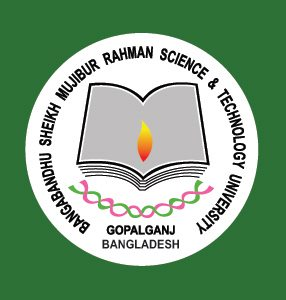 BANGABANDHU SHEIKH MUJIBUR RAHMAN SCIENCE & TECHNOLOGY UNIVERSITY
GOPALGANJ
BANGLADESH